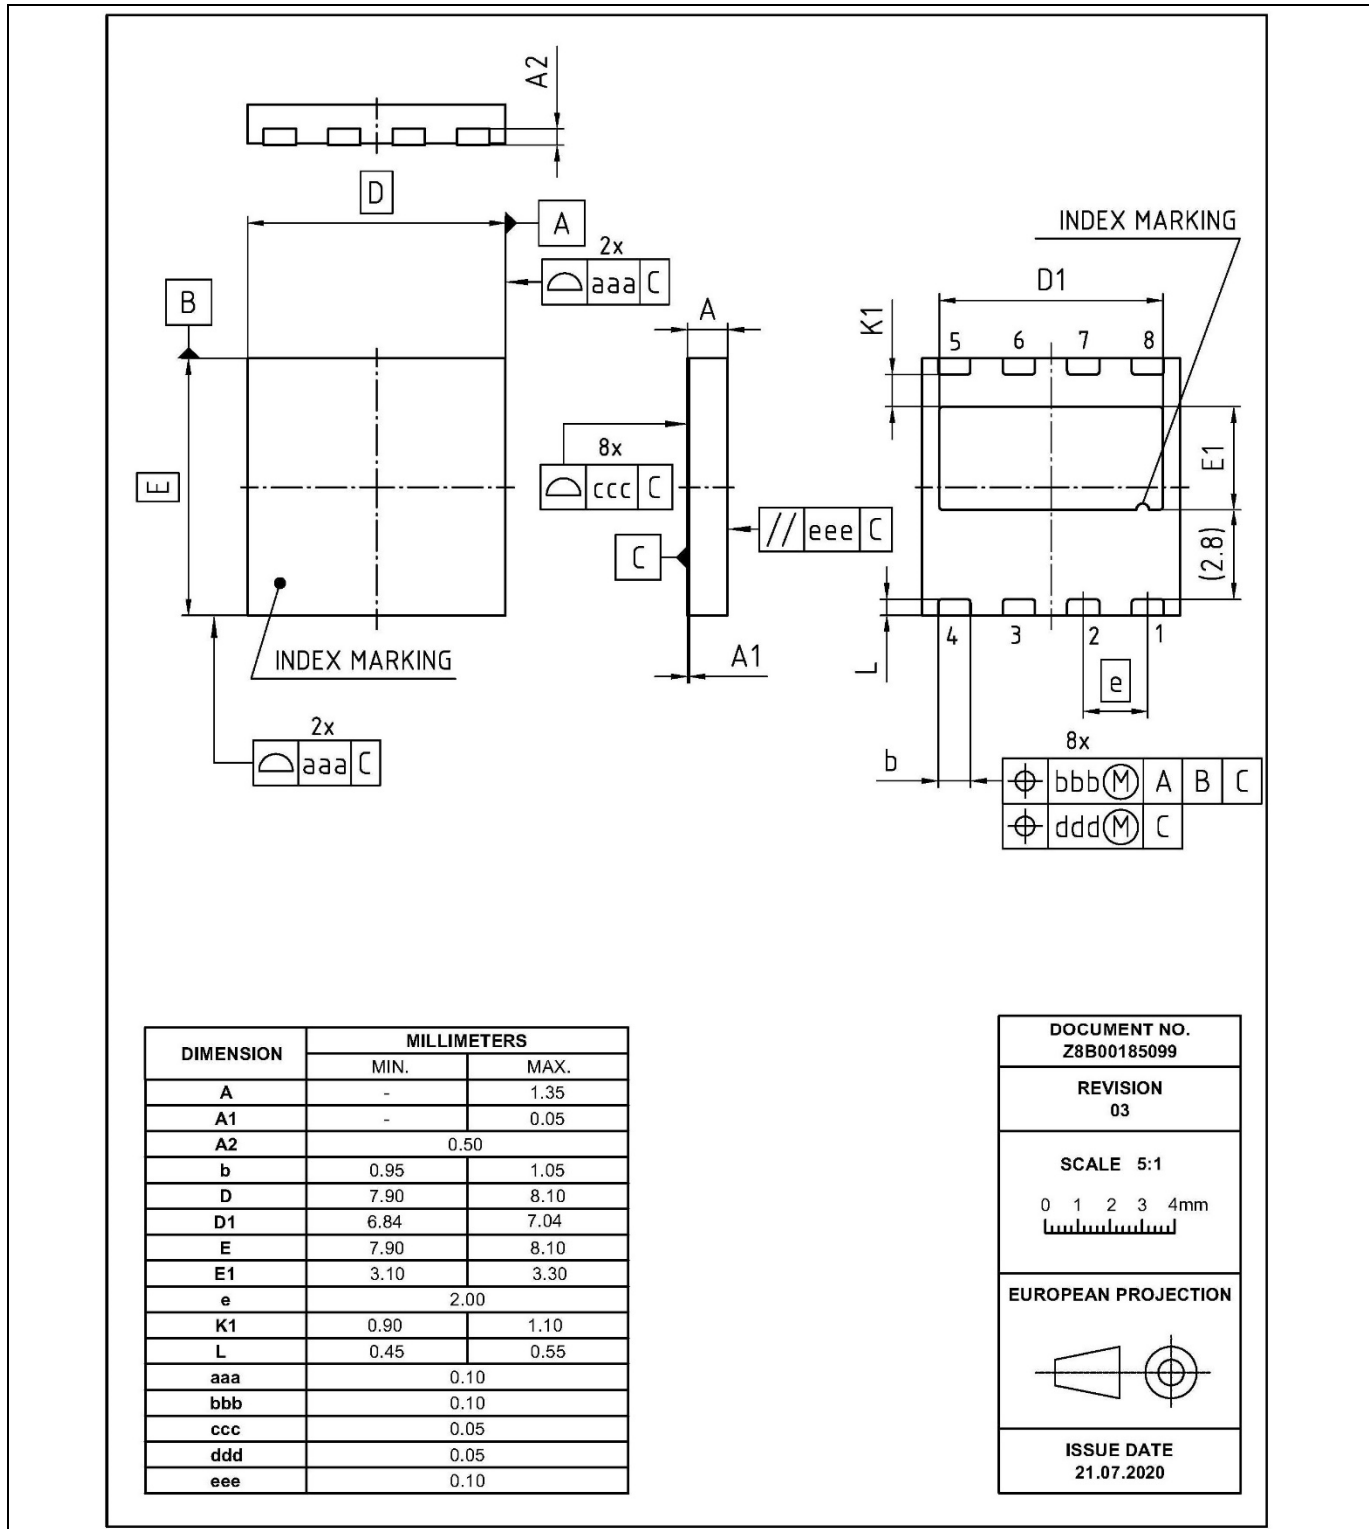 A2
D
A
2x
aaa C
INDEX MARKING
B
D1
K1
A
5 6 7 8
8x
ccc C
E
E1
// eee C
C
(2.8)
4 3 2 1
INDEX MARKING
A1
L
e
2x
aaa C
8x
b
bbb M A B C
ddd M C
DIMENSION MILLIMETERS
MIN. MAX.
A - 1.35
A1 - 0.05
A2 0.50
b 0.95 1.05
D 7.90 8.10
D1 6.84 7.04
E 7.90 8.10
E1 3.10 3.30
e 2.00
K1 0.90 1.10
L 0.45 0.55
aaa 0.10
bbb 0.10
ccc 0.05
ddd 0.05
eee 0.10
DOCUMENT NO.
Z8B00185099
REVISION
03
SCALE 5:1
0 1 2 3 4mm
EUROPEAN PROJECTION
ISSUE DATE
21.07.2020